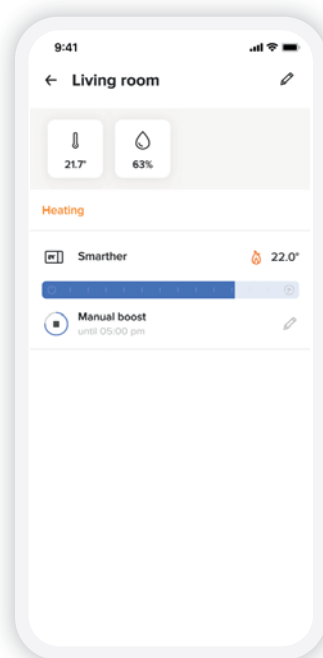 9:41
Living room
21.7°
63%
Heating
Smarther
22.0°
Manual boost
until 05:00 pm